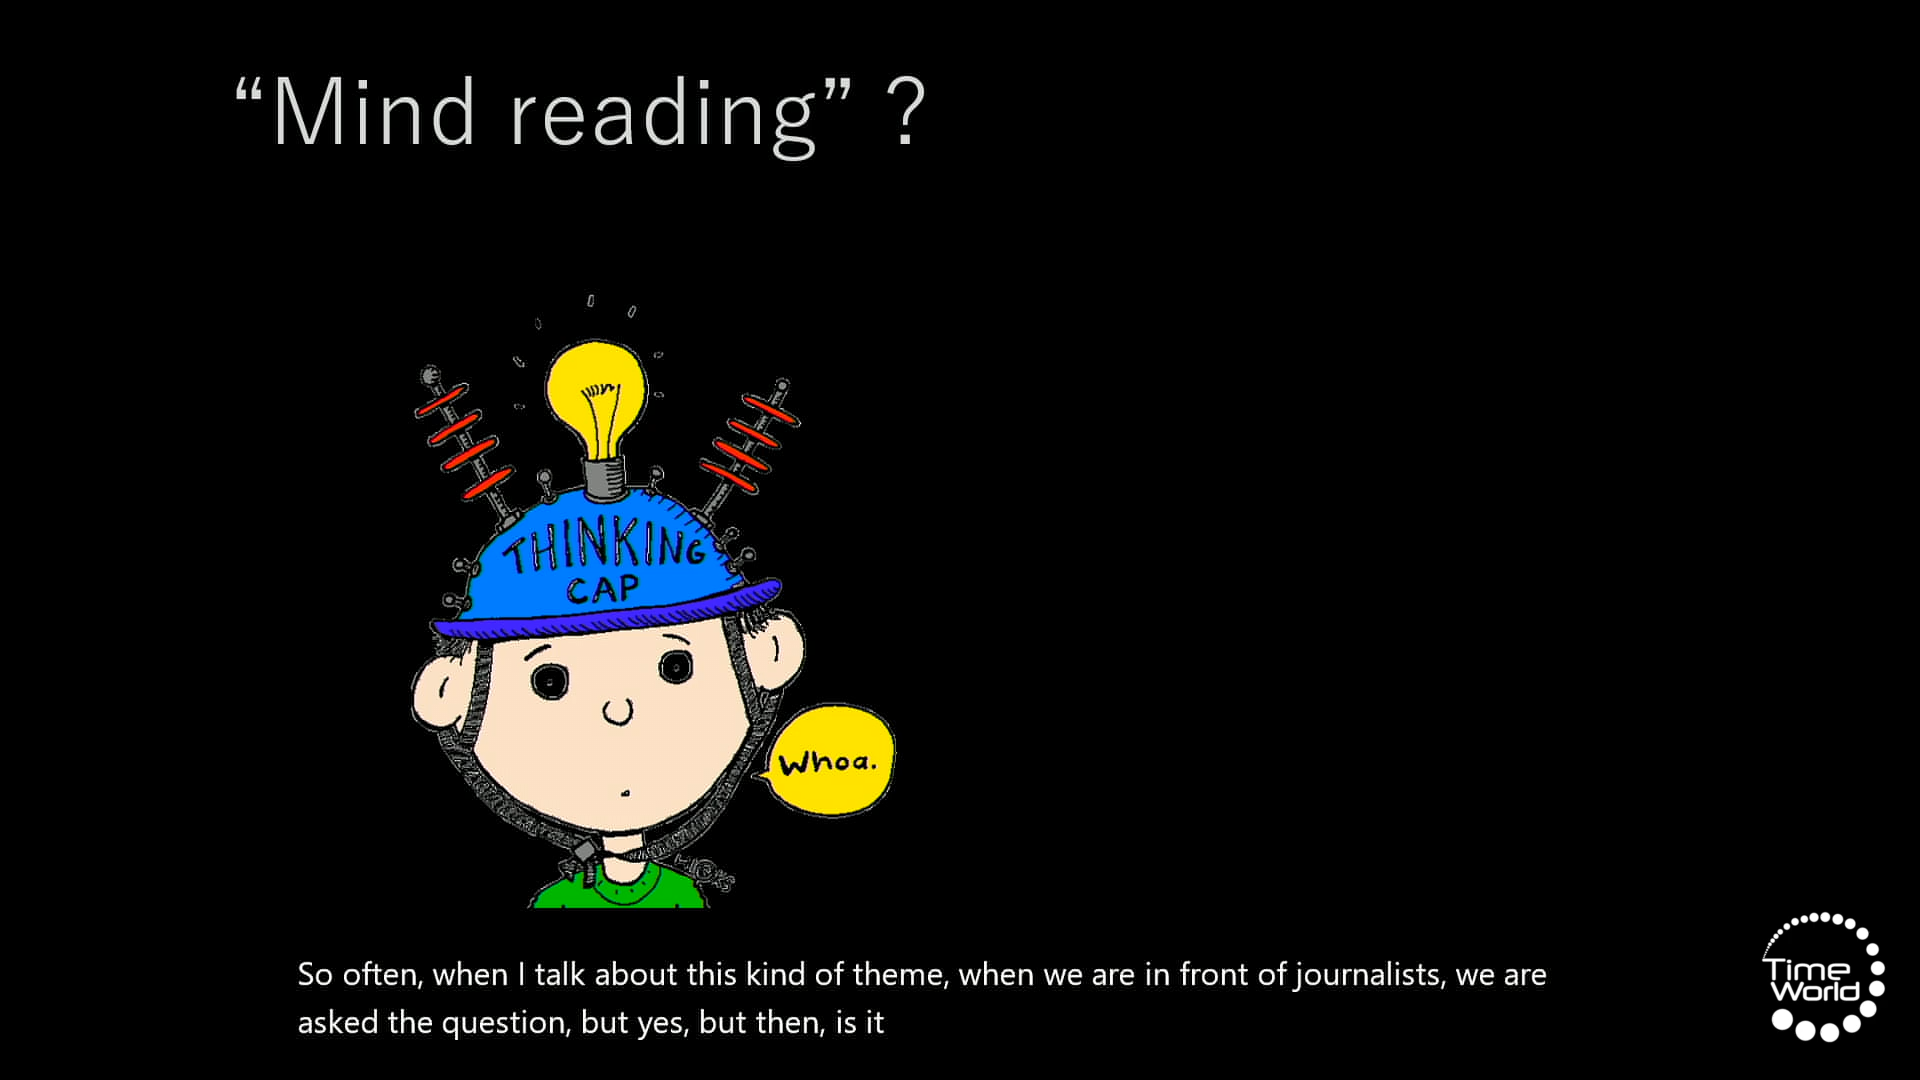 “Mind reading” ?
THINKING
CAP
Whoa.
HICKS
So often, when I talk about this kind of theme, when we are in front of journalists, we are
asked the question, but yes, but then, is it
Time
World